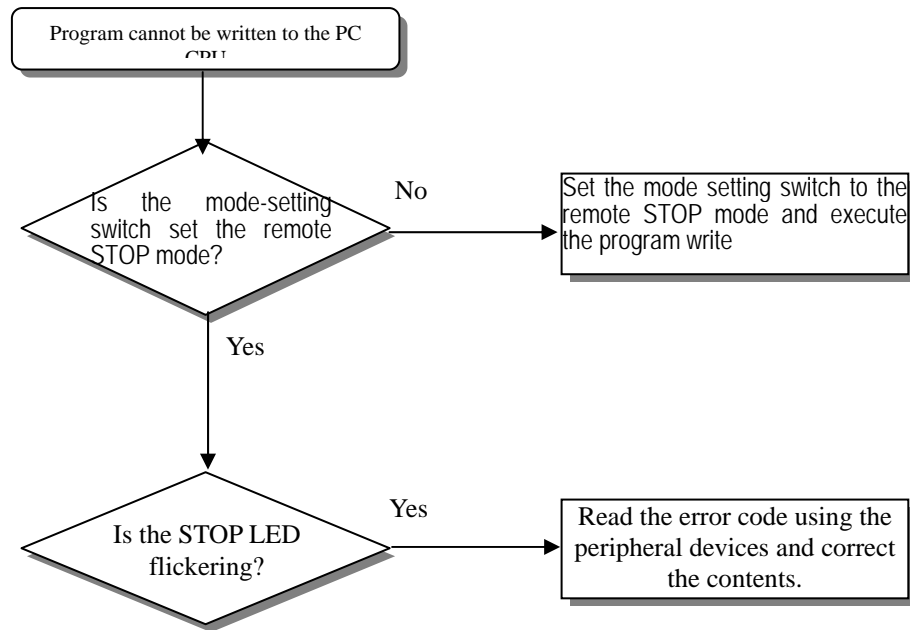 Program cannot be written to the PC
CPU
Is the mode-setting
switch set the remote
STOP mode?
No
Set the mode setting switch to the
remote STOP mode and execute
the program write
Yes
Is the STOP LED
flickering?
Yes
Read the error code using the
peripheral devices and correct
the contents.